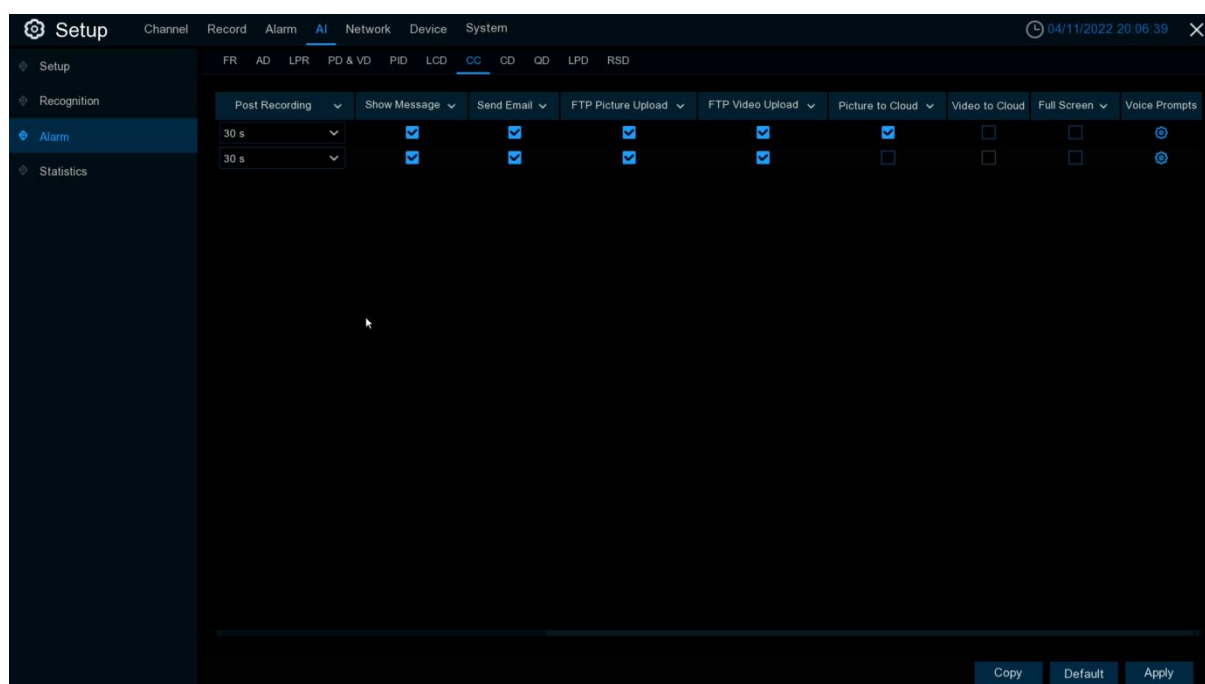 Setup Channel Record Alarm AI Network Device System 04/11/2022 20:06:39
Setup
Recognition
Alarm
Statistics
FR AD LPR PD & VD PID LCD CC CD QD LPD RSD
Post Recording Show Message Send Email FTP Picture Upload FTP Video Upload Picture to Cloud Video to Cloud Full Screen Voice Prompts
30 s
30 s
Copy Default Apply